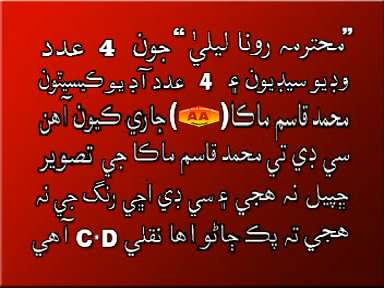 ”محترمہ رونا ليليٰ“ جون 4 عدد
وڊيو سيڊيون ۽ 4 عدد آڊيو ڪيسيٽون
محمد قاسم ماڪا (AA) جاري ڪيون آهن
سي ڊي تي محمد قاسم ماڪا جي تصوير
ڇپيل نہ هجي ۽ سي ڊي اڇي رنگ جي نہ
هجي تہ پڪ ڄاڻو اها نقلي C·D آهي